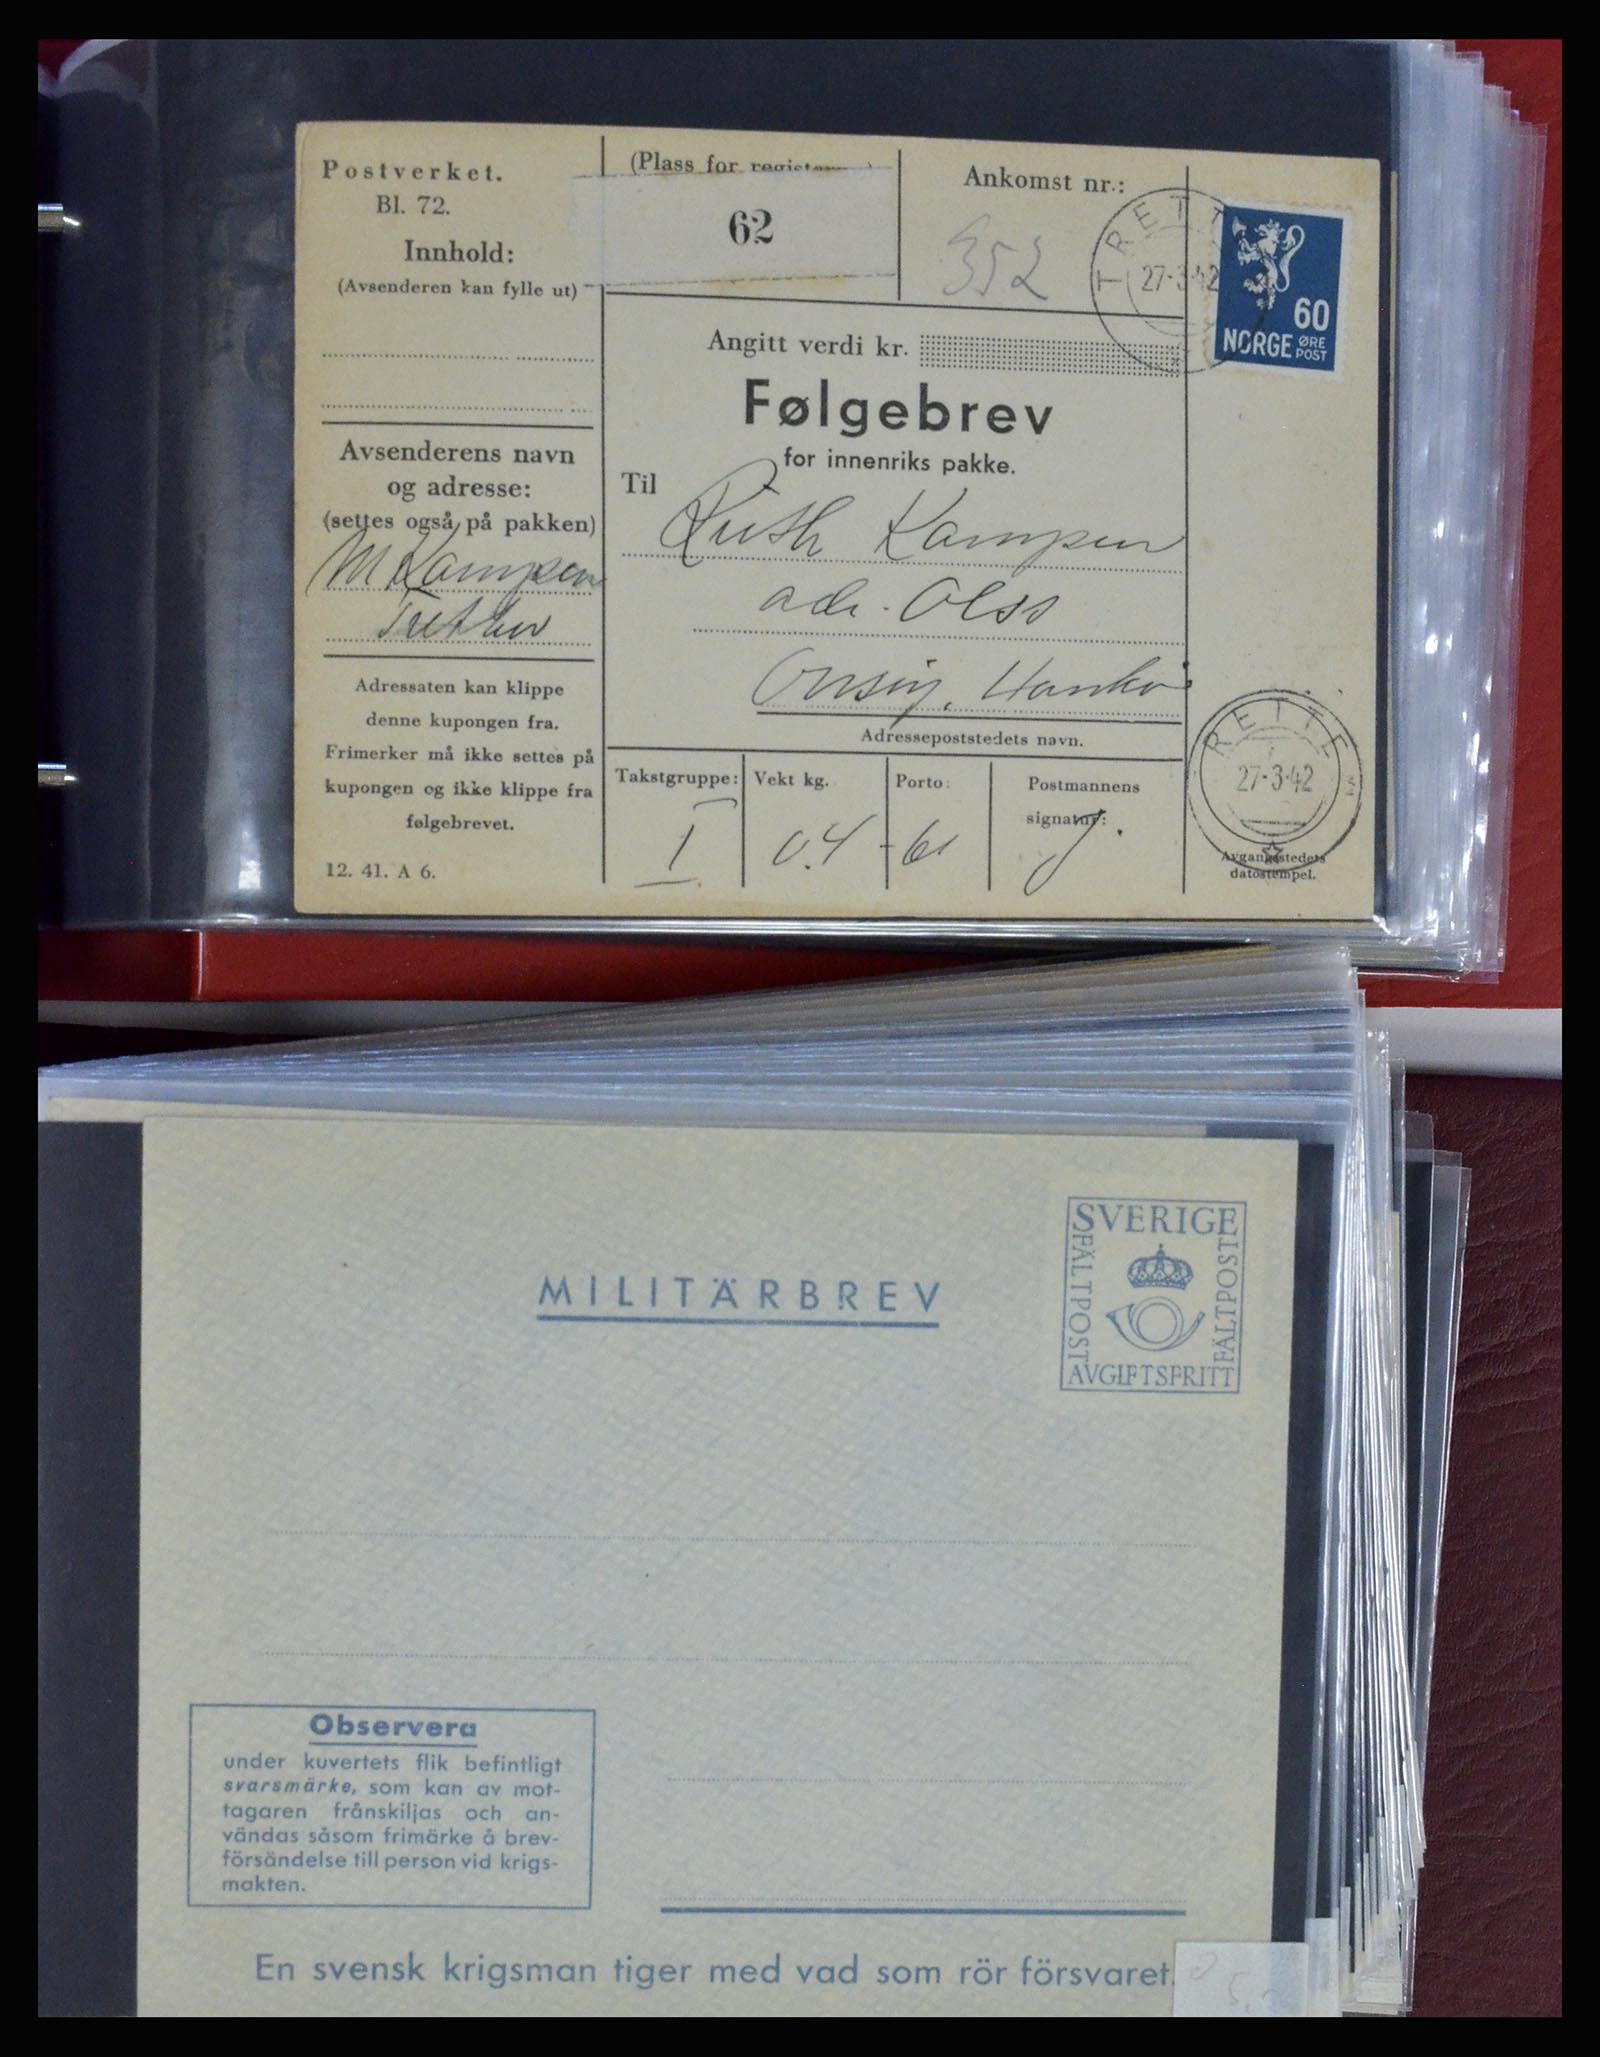 Postverket.
Bl. 72.
Innhold:
(Avsenderen kan fylle ut)
Avsenderens navn
og adresse:
(settes også på pakken)
M Kampen
Tretten
Adressaten kan klippe
denne kupongen fra.
Frimerker må ikke settes på
kupongen og ikke klippe fra
følgebrevet.
12. 41. A 6.
(Plass for
62
Ankomst nr.:
352
TRETT
27-3-42
60
NORGE ØRE
POST
Angitt verdi kr.
Følgebrev
for innenriks pakke.
Til
Ruth Kampen
adr. Olss
Onsøy, Hankø
Adressepoststedets navn.
Takstgruppe:
I
Vekt kg.
0.4
Porto:
Postmannens
signatur:
RETTE
27-3-42
Avgangsstedets
datostempel.
MILITÄRBREV
SVERIGE
FÄLTPOST
FÄLTPOST
AVGIFTSFRITT
Observera
under kuvertets flik befintligt
svarsmärke, som kan av mot-
tagaren frånskiljas och an-
vändas såsom frimärke å brev-
försändelse till person vid krigs-
makten.
En svensk krigsman tiger med vad som rör försvaret.